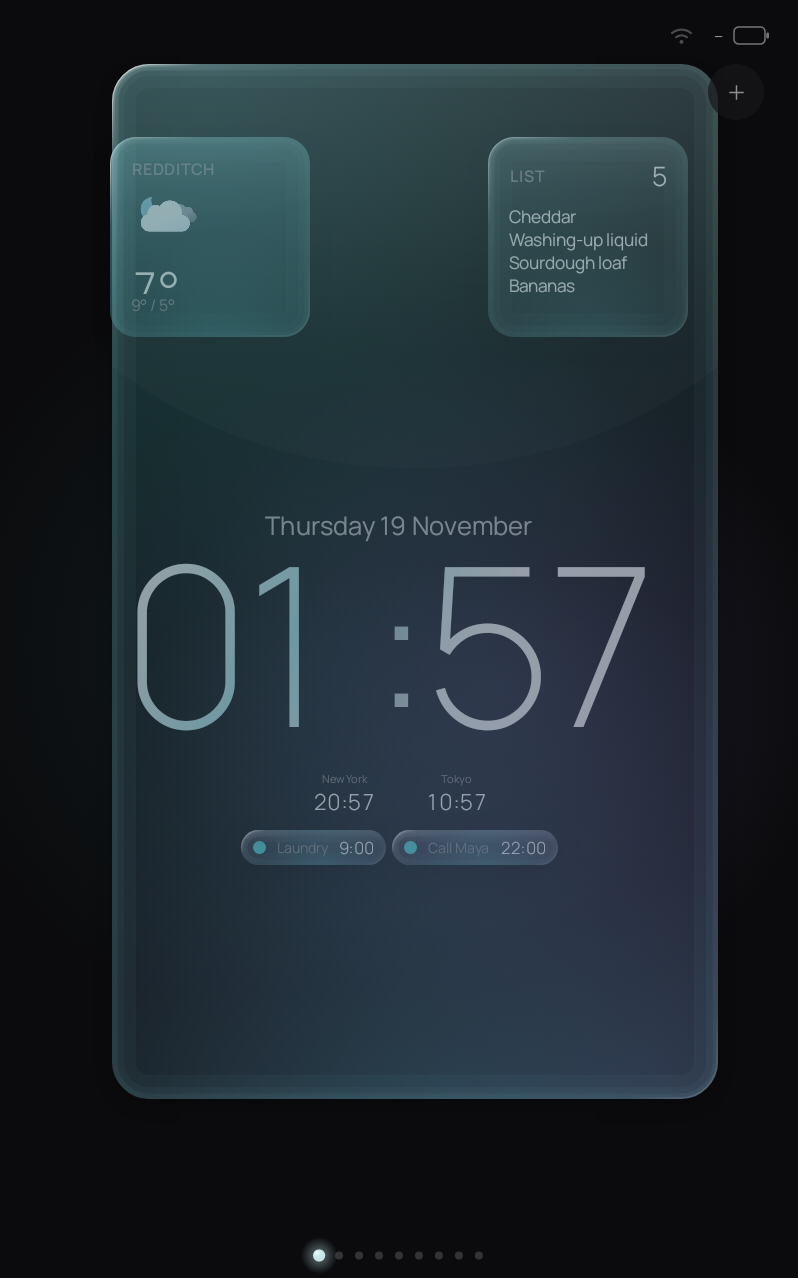 –
+
REDDITCH
7°
9° / 5°
LIST 5
Cheddar
Washing-up liquid
Sourdough loaf
Bananas
Thursday 19 November
01 :57
New York
20:57
Tokyo
10:57
Laundry 9:00
Call Maya 22:00